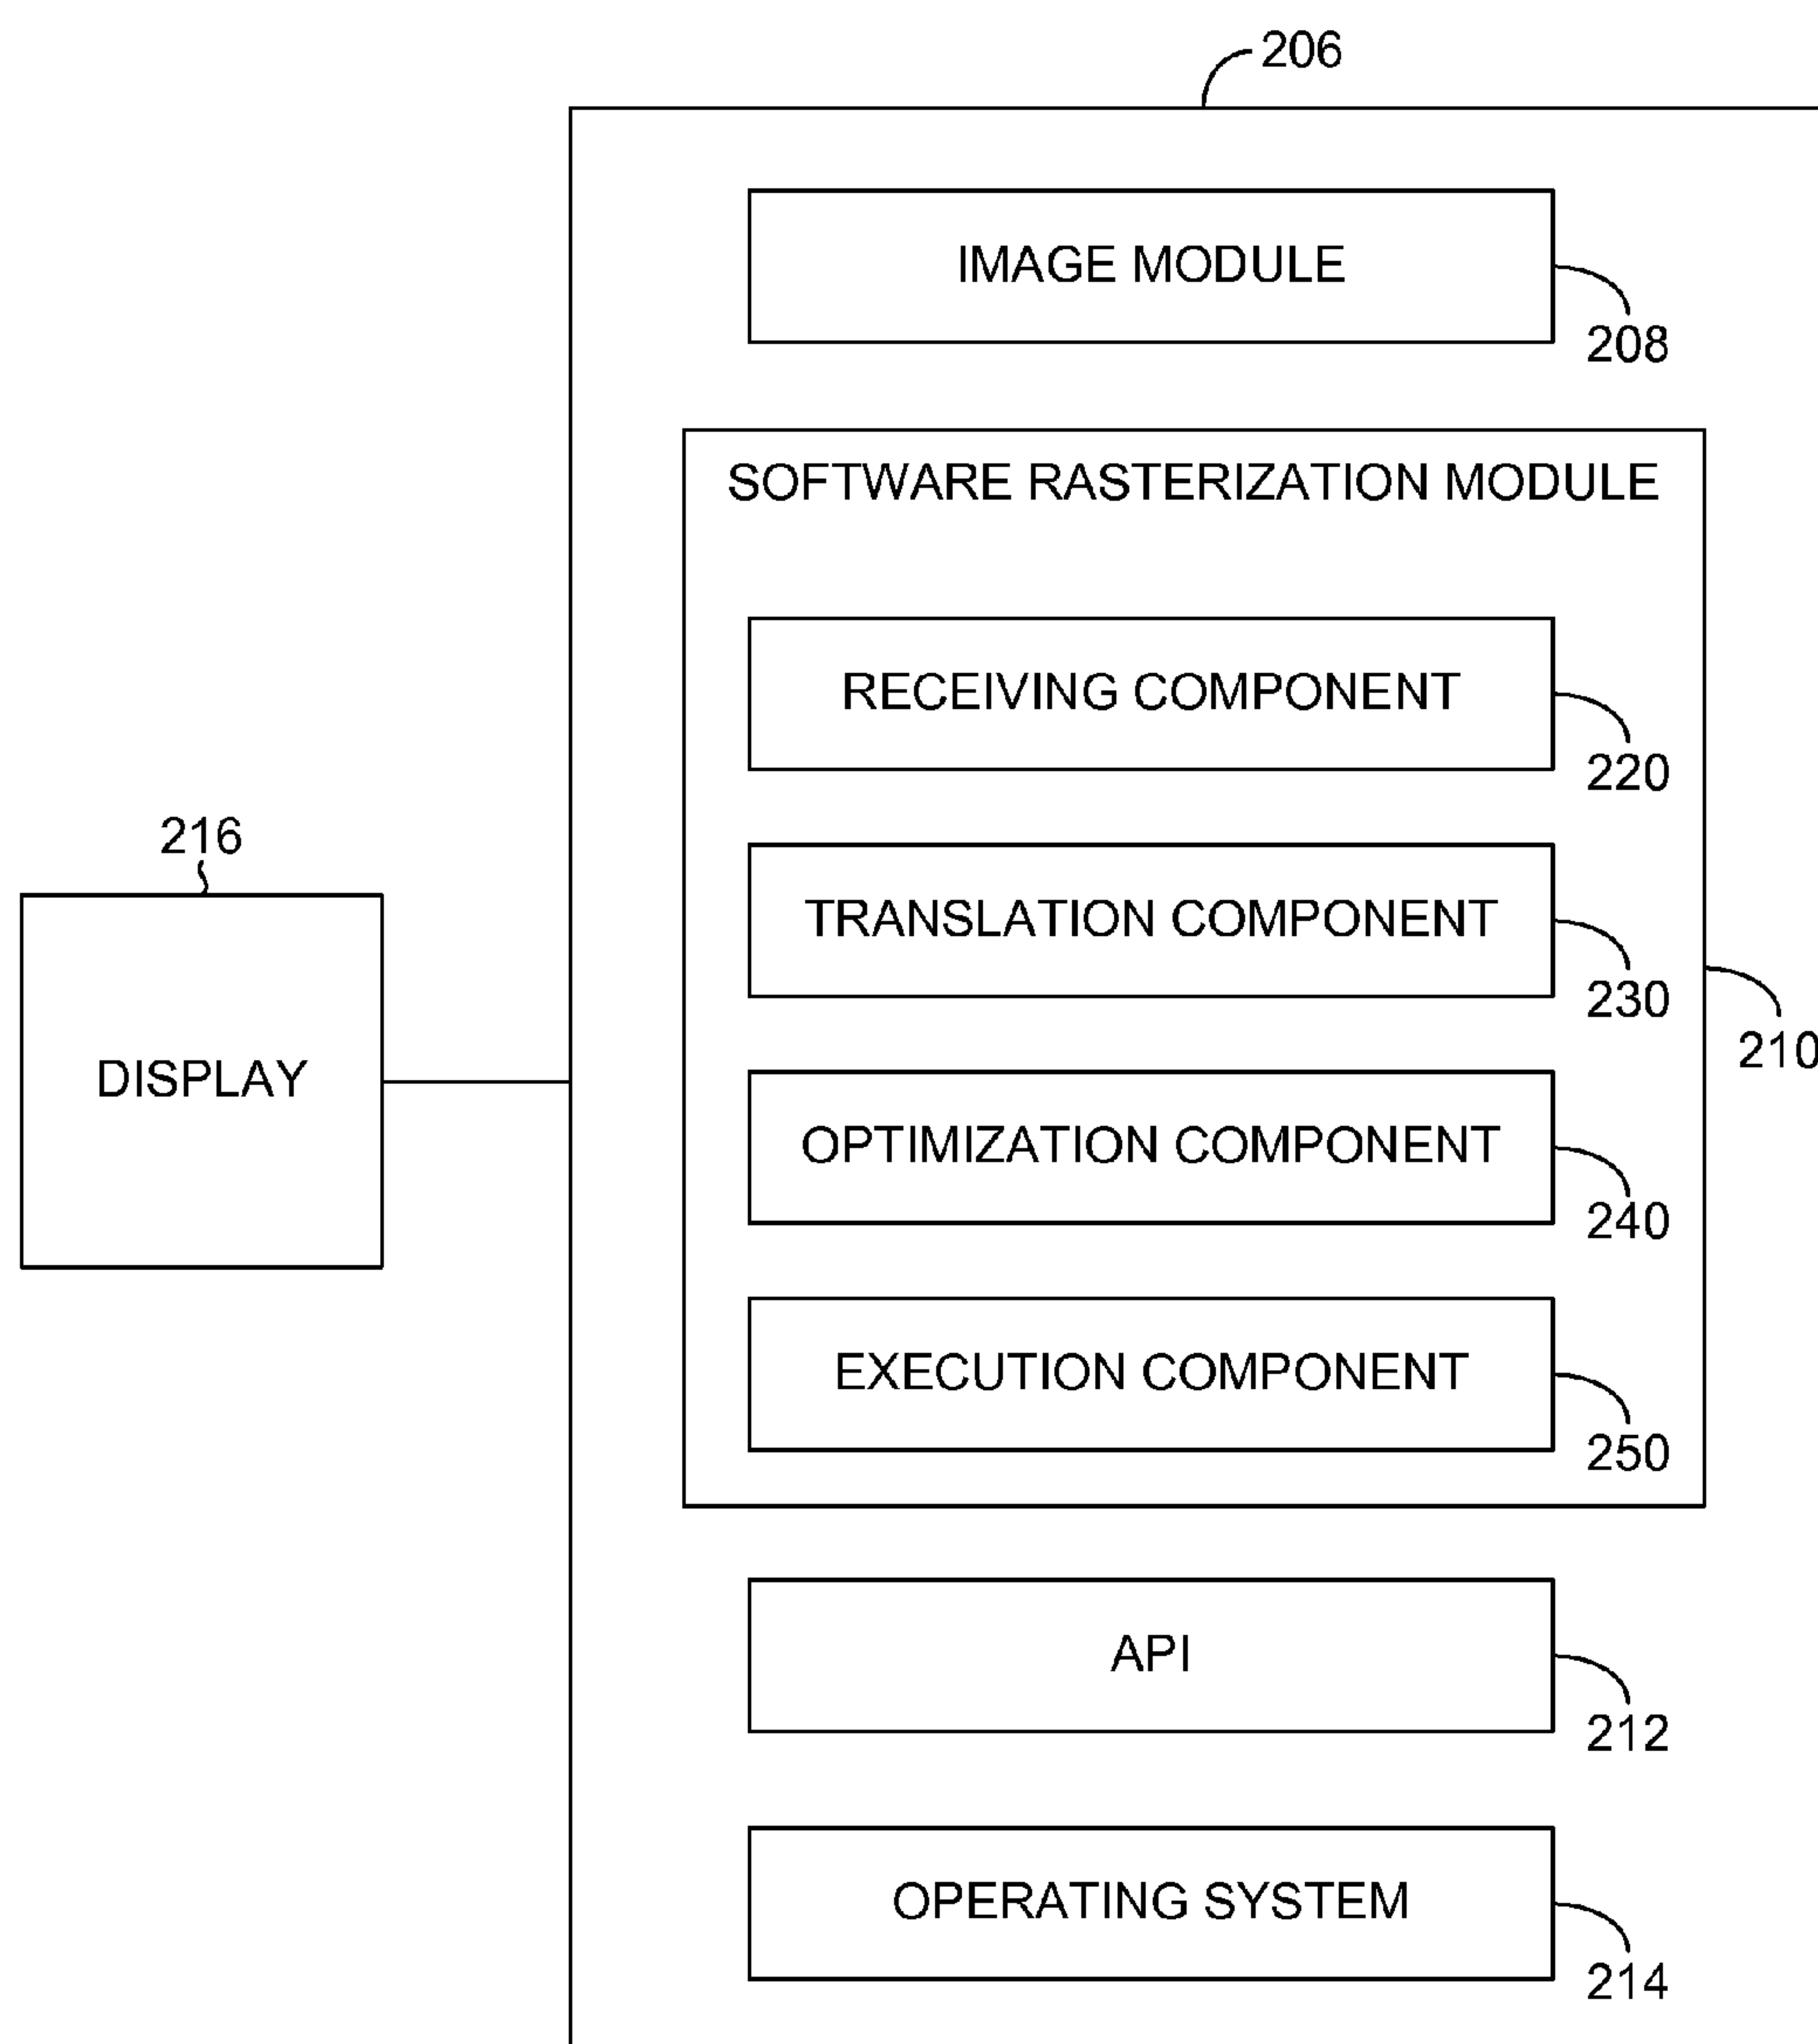 206
IMAGE MODULE
208
SOFTWARE RASTERIZATION MODULE
RECEIVING COMPONENT
220
216
TRANSLATION COMPONENT
230
210
DISPLAY
OPTIMIZATION COMPONENT
240
EXECUTION COMPONENT
250
API
212
OPERATING SYSTEM
214